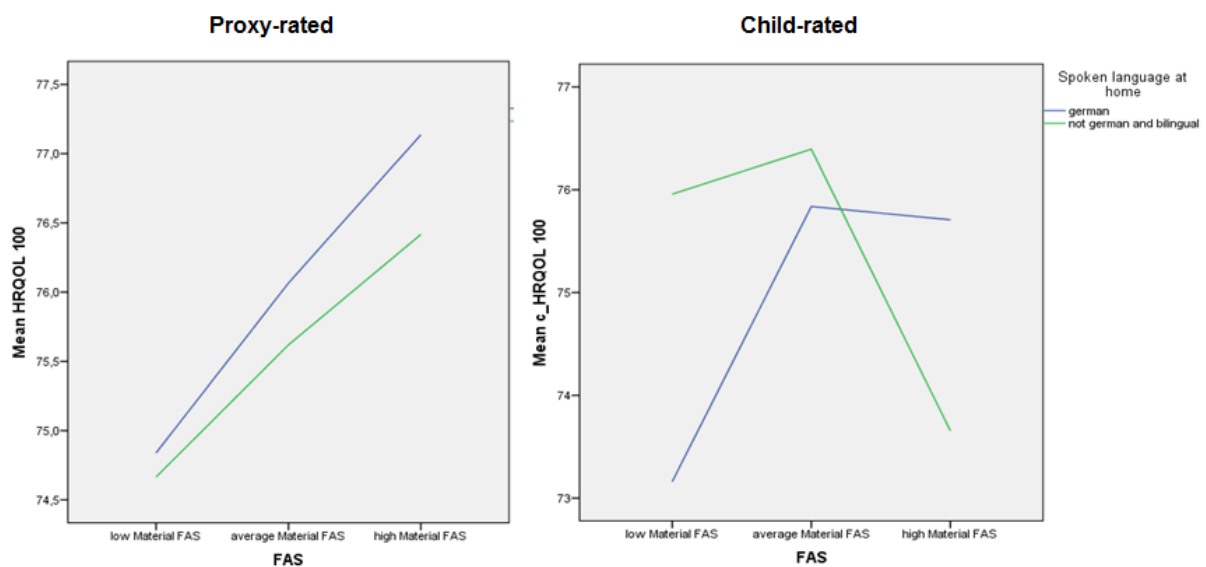 Proxy-rated
Mean HRQOL 100
77,5
77,0
76,5
76,0
75,5
75,0
74,5
low Material FAS
average Material FAS
high Material FAS
FAS
Child-rated
Mean c_HRQOL 100
77
76
75
74
73
low Material FAS
average Material FAS
high Material FAS
FAS
Spoken language at
home
german
not german and bilingual